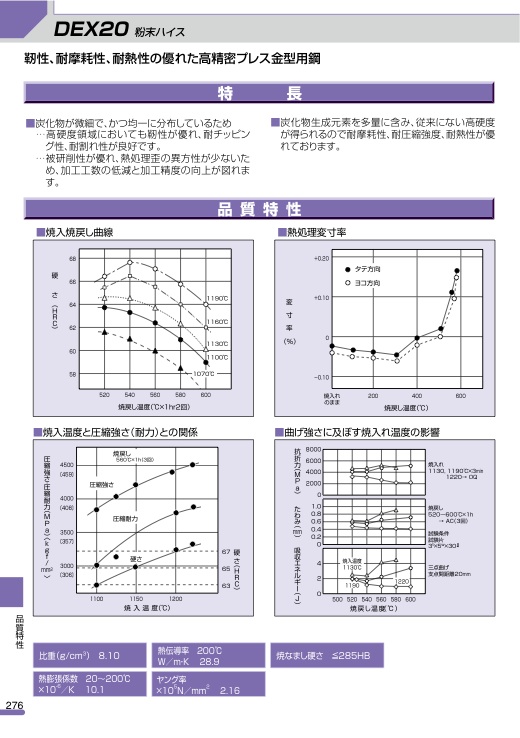 DEX20 粉末ハイス
靭性、耐摩耗性、耐熱性の優れた高精密プレス金型用鋼
特 長
■炭化物が微細で、かつ均一に分布しているため
…高硬度領域においても靭性が優れ、耐チッピン
グ性、耐割れ性が良好です。
…被研削性が優れ、熱処理歪の異方性が少ないた
め、加工工数の低減と加工精度の向上が図れま
す。
■炭化物生成元素を多量に含み、従来にない高硬度
が得られるので耐摩耗性、耐圧縮強度、耐熱性が優
れております。
品質特性
■焼入焼戻し曲線
硬さ(HRC)
68
66
64
62
60
58
1190℃
1160℃
1130℃
1100℃
1070℃
520 540 560 580 600
焼戻し温度(℃×1hr2回)
■熱処理変寸率
変寸率(%)
+0.20
+0.10
0
−0.10
● タテ方向
○ ヨコ方向
焼入れのまま 200 400 600
焼戻し温度(℃)
■焼入温度と圧縮強さ(耐力)との関係
圧縮強さ圧縮耐力(MPa)(kgf/mm²)
4500
(459)
4000
(408)
3500
(357)
3000
(306)
焼戻し
560℃×1h(3回)
圧縮強さ
圧縮耐力
硬さ
67
65
63
硬さ(HRC)
1100 1150 1200
焼入温度(℃)
■曲げ強さに及ぼす焼入れ温度の影響
抗折力(MPa)
8000
6000
4000
2000
0
たわみ(mm)
1.0
0.8
0.6
0.4
0.2
0
吸収エネルギー(J)
4
2
0
焼入温度
1130℃
1190
1220
500 520 540 560 580 600
焼戻し温度(℃)
焼入れ
1130, 1190℃×3min
1220→OQ
焼戻し
520〜600℃×1h
→ AC(3回)
試験条件
試験片
3ᵗ×5ʷ×30ℓ
三点曲げ
支点間距離20mm
比重(g/cm³) 8.10
熱伝導率 200℃
W/m·K 28.9
焼なまし硬さ ≦285HB
熱膨張係数 20〜200℃
×10⁻⁶/K 10.1
ヤング率
×10⁵N/mm² 2.16
品質特性
276